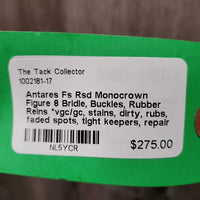 The Tack Collector
1002181-17
Antares Fs Rsd Monocrown
Figure 8 Bridle, Buckles, Rubber
Reins *vgc/gc, stains, dirty, rubs,
faded spots, tight keepers, repair
NL5YCR
$275.00